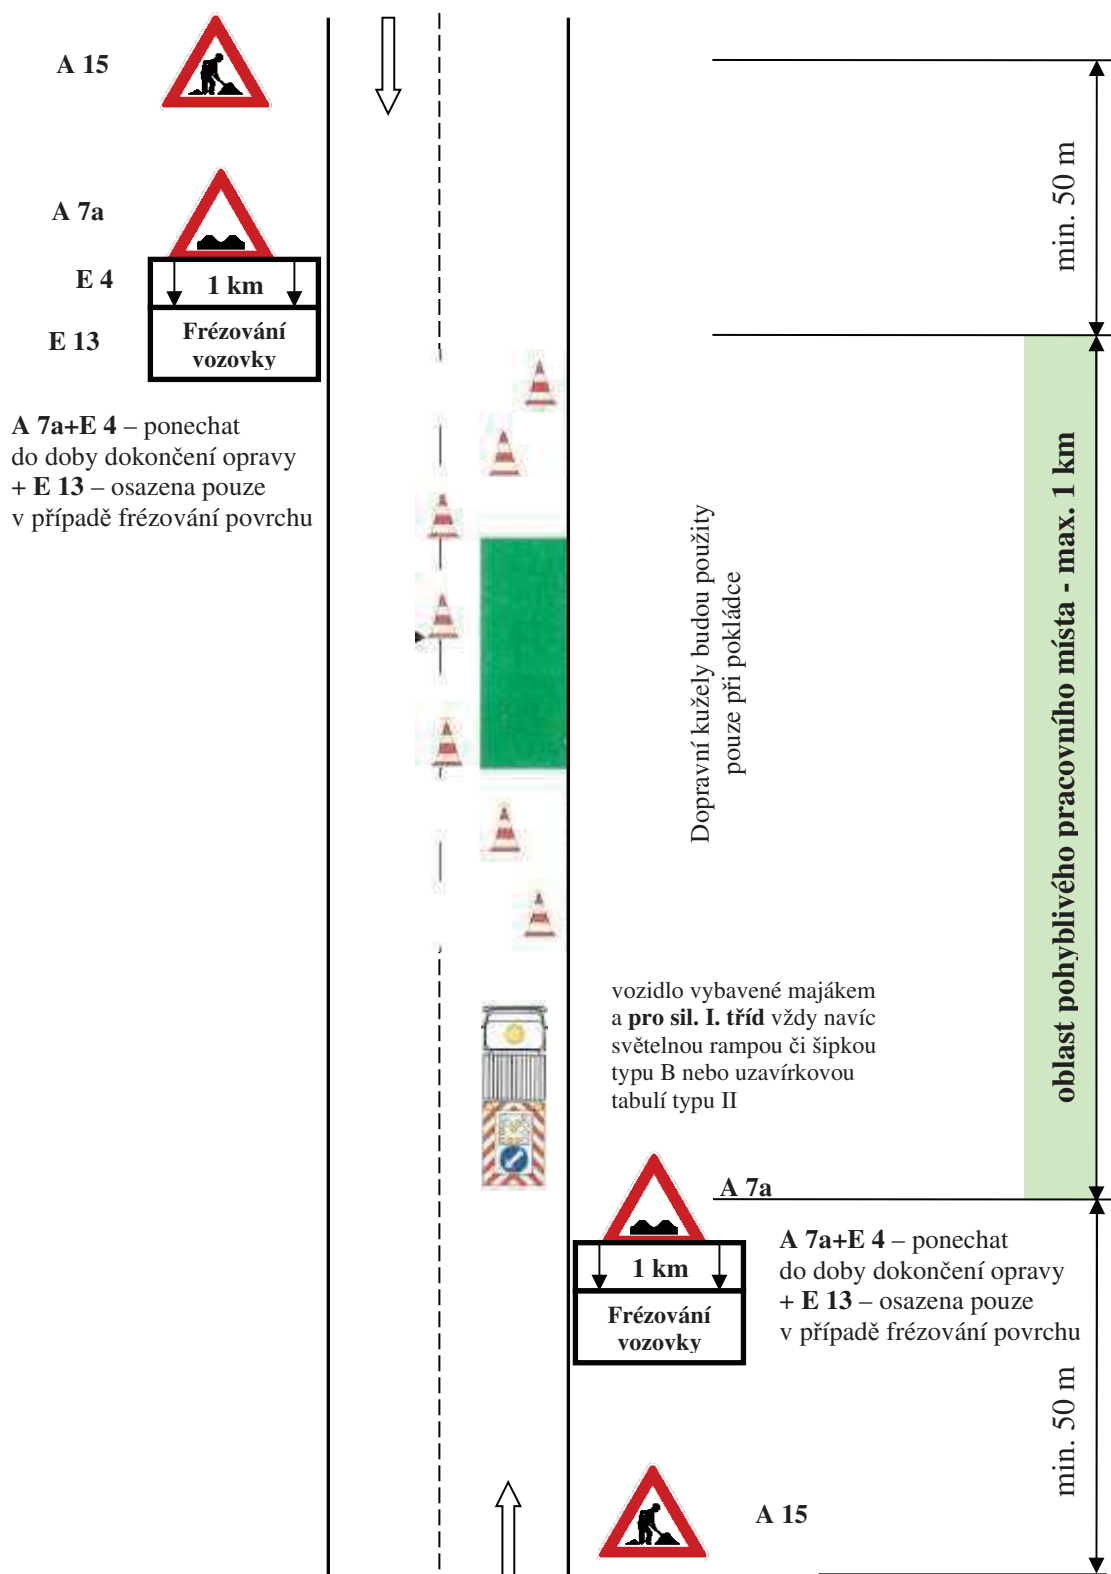 A 15
A 7a
E 4
1 km
E 13
Frézování
vozovky
A 7a+E 4 – ponechat
do doby dokončení opravy
+ E 13 – osazena pouze
v případě frézování povrchu
min. 50 m
Dopravní kužely budou použity
pouze při pokládce
oblast pohyblivého pracovního místa - max. 1 km
vozidlo vybavené majákem
a pro sil. I. tříd vždy navíc
světelnou rampou či šipkou
typu B nebo uzavírkovou
tabulí typu II
A 7a
1 km
Frézování
vozovky
A 7a+E 4 – ponechat
do doby dokončení opravy
+ E 13 – osazena pouze
v případě frézování povrchu
min. 50 m
A 15